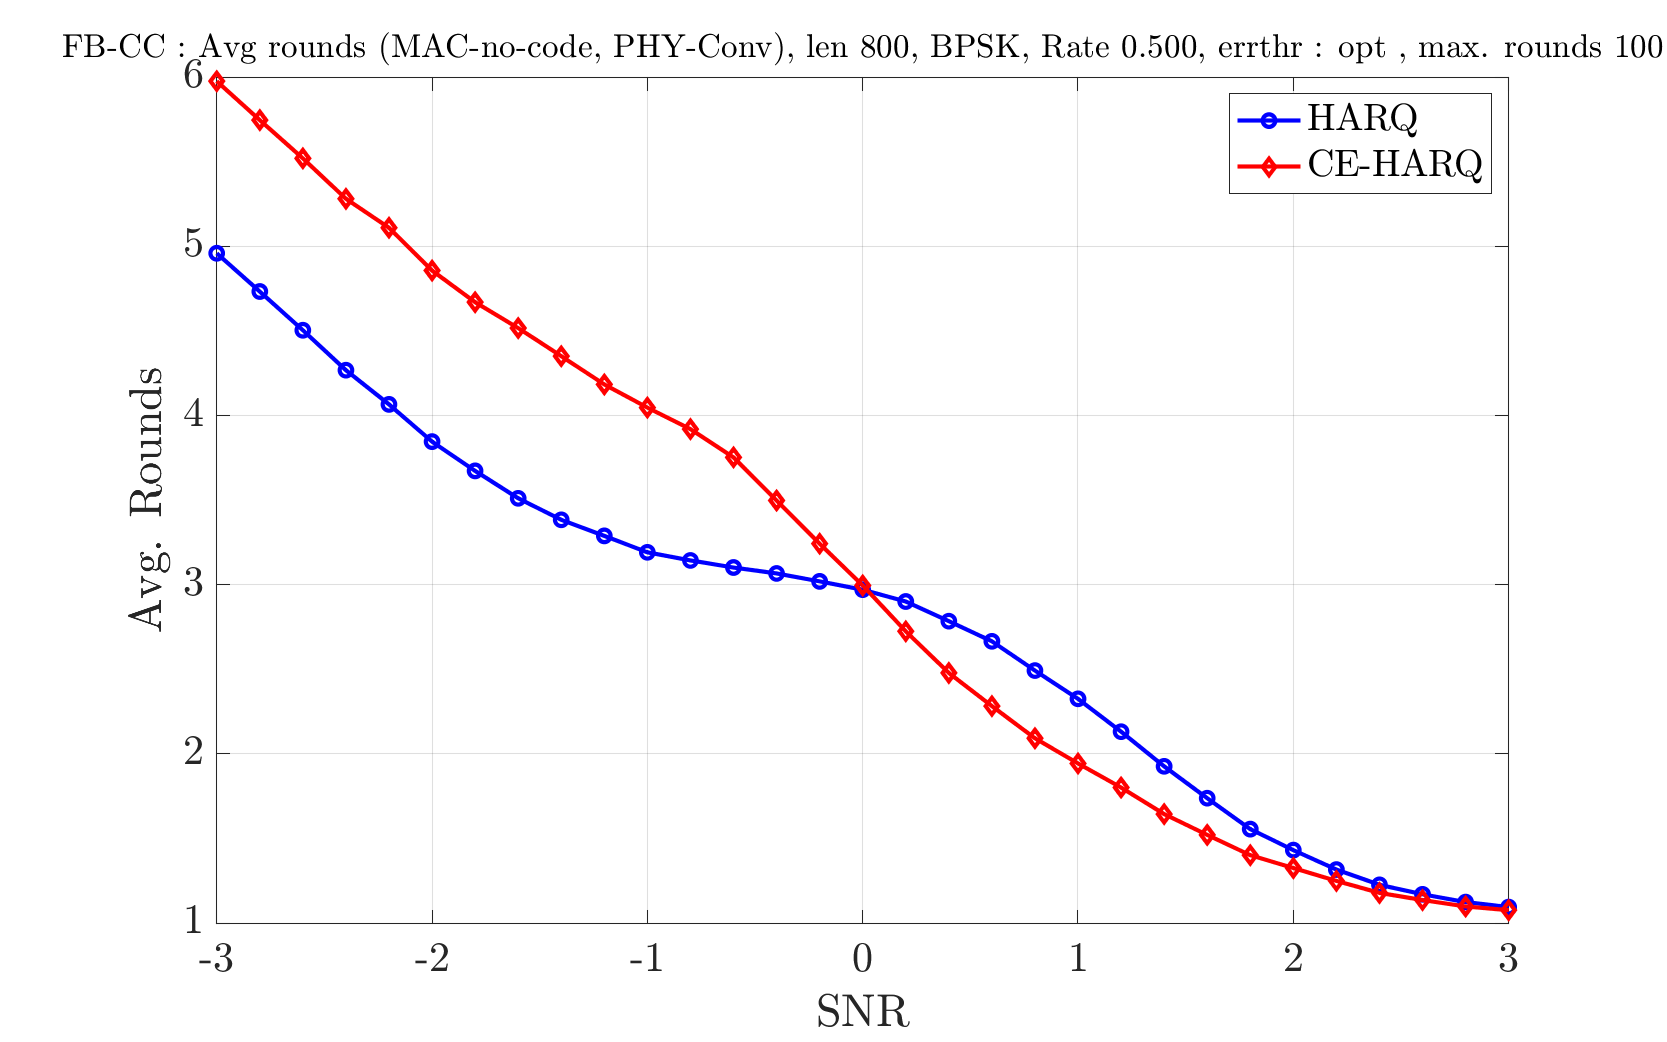 FB-CC : Avg rounds (MAC-no-code, PHY-Conv), len 800, BPSK, Rate 0.500, errthr : opt , max. rounds 100
HARQ
CE-HARQ
Avg. Rounds
6
5
4
3
2
1
-3 -2 -1 0 1 2 3
SNR